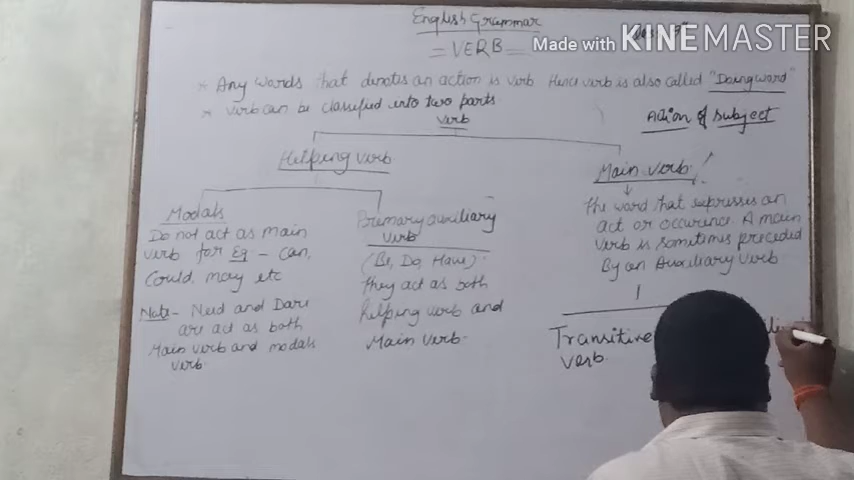 English Grammar
Made with KINEMASTER
= VERB =
* Any words that denotes an action is verb Hence verb is also called "Doing word"
* Verb can be classified into two parts.
Verb
Action of Subject
Helping verb
Main verb
Modals
Do not act as main
verb for Eg - Can,
Could, may etc
Note - Need and Dare
are act as both
Main verb and modals
verb.
Primary auxiliary
verb
(Be, Do, Have)
They act as both
helping verb and
Main verb.
the word that
an
act or occurence. A main
verb is sometimes preceded
By an Auxiliary verb.
Transitive
verb.